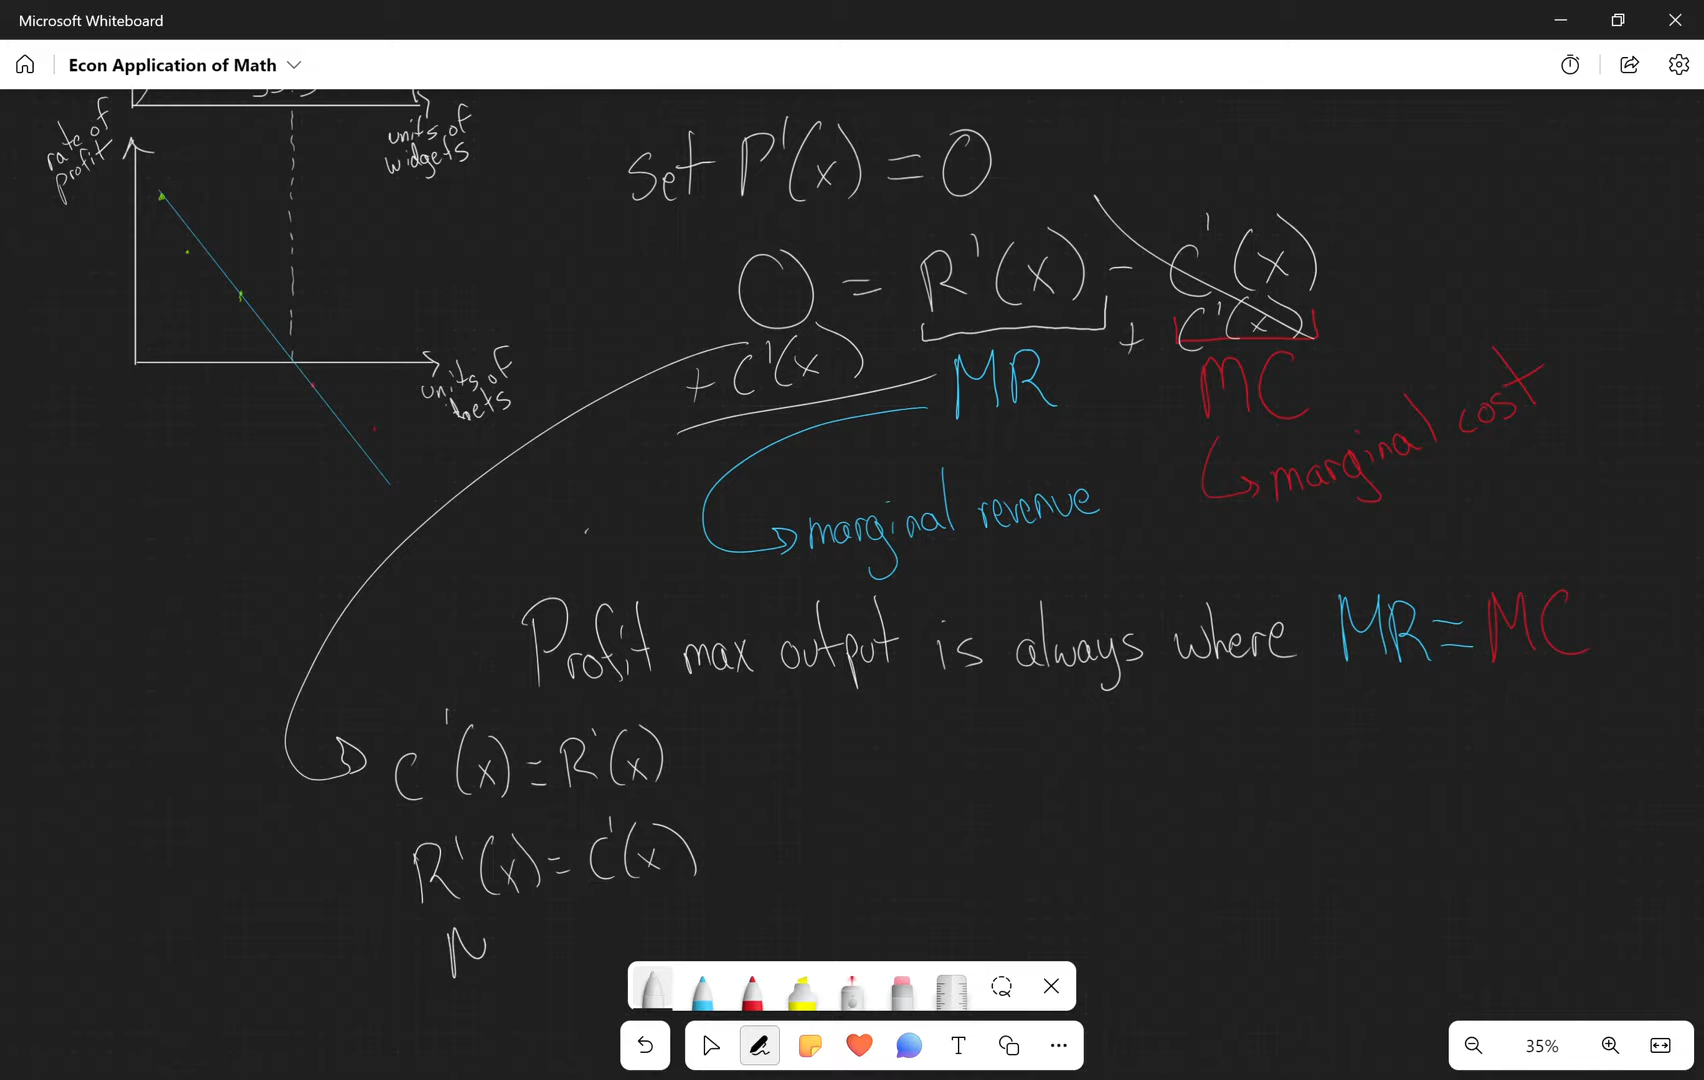 Microsoft Whiteboard
Econ Application of Math
rate of
profit
units of
widgets
units of
Set P'(x) = 0
0 = R'(x) - C'(x)
+ C'(x)
+ C'(x)
MR
MC
marginal cost
marginal revenue
Profit max output is always where MR = MC
C'(x) = R'(x)
R'(x) = C'(x)
35%